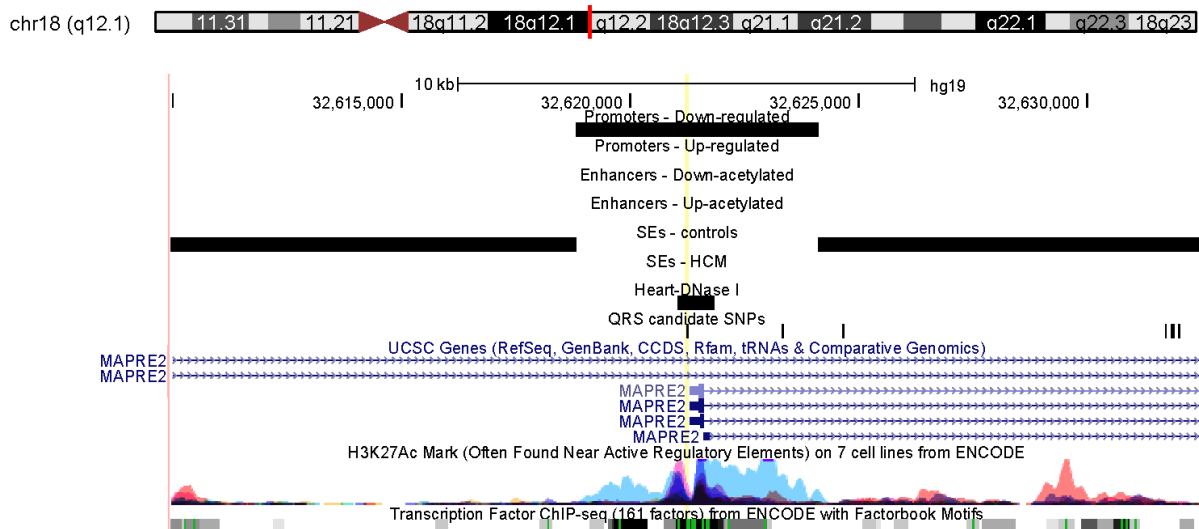 chr18 (q12.1) 11.31 11.21 18q11.2 18q12.1 q12.2 18q12.3 q21.1 q21.2 q22.1 q22.3 18q23
10 kb hg19
32,615,000 32,620,000 32,625,000 32,630,000
Promoters - Down-regulated
Promoters - Up-regulated
Enhancers - Down-acetylated
Enhancers - Up-acetylated
SEs - controls
SEs - HCM
Heart-DNase I
QRS candidate SNPs
UCSC Genes (RefSeq, GenBank, CCDS, Rfam, tRNAs & Comparative Genomics)
MAPRE2
MAPRE2
MAPRE2
MAPRE2
MAPRE2
MAPRE2
H3K27Ac Mark (Often Found Near Active Regulatory Elements) on 7 cell lines from ENCODE
Transcription Factor ChIP-seq (161 factors) from ENCODE with Factorbook Motifs